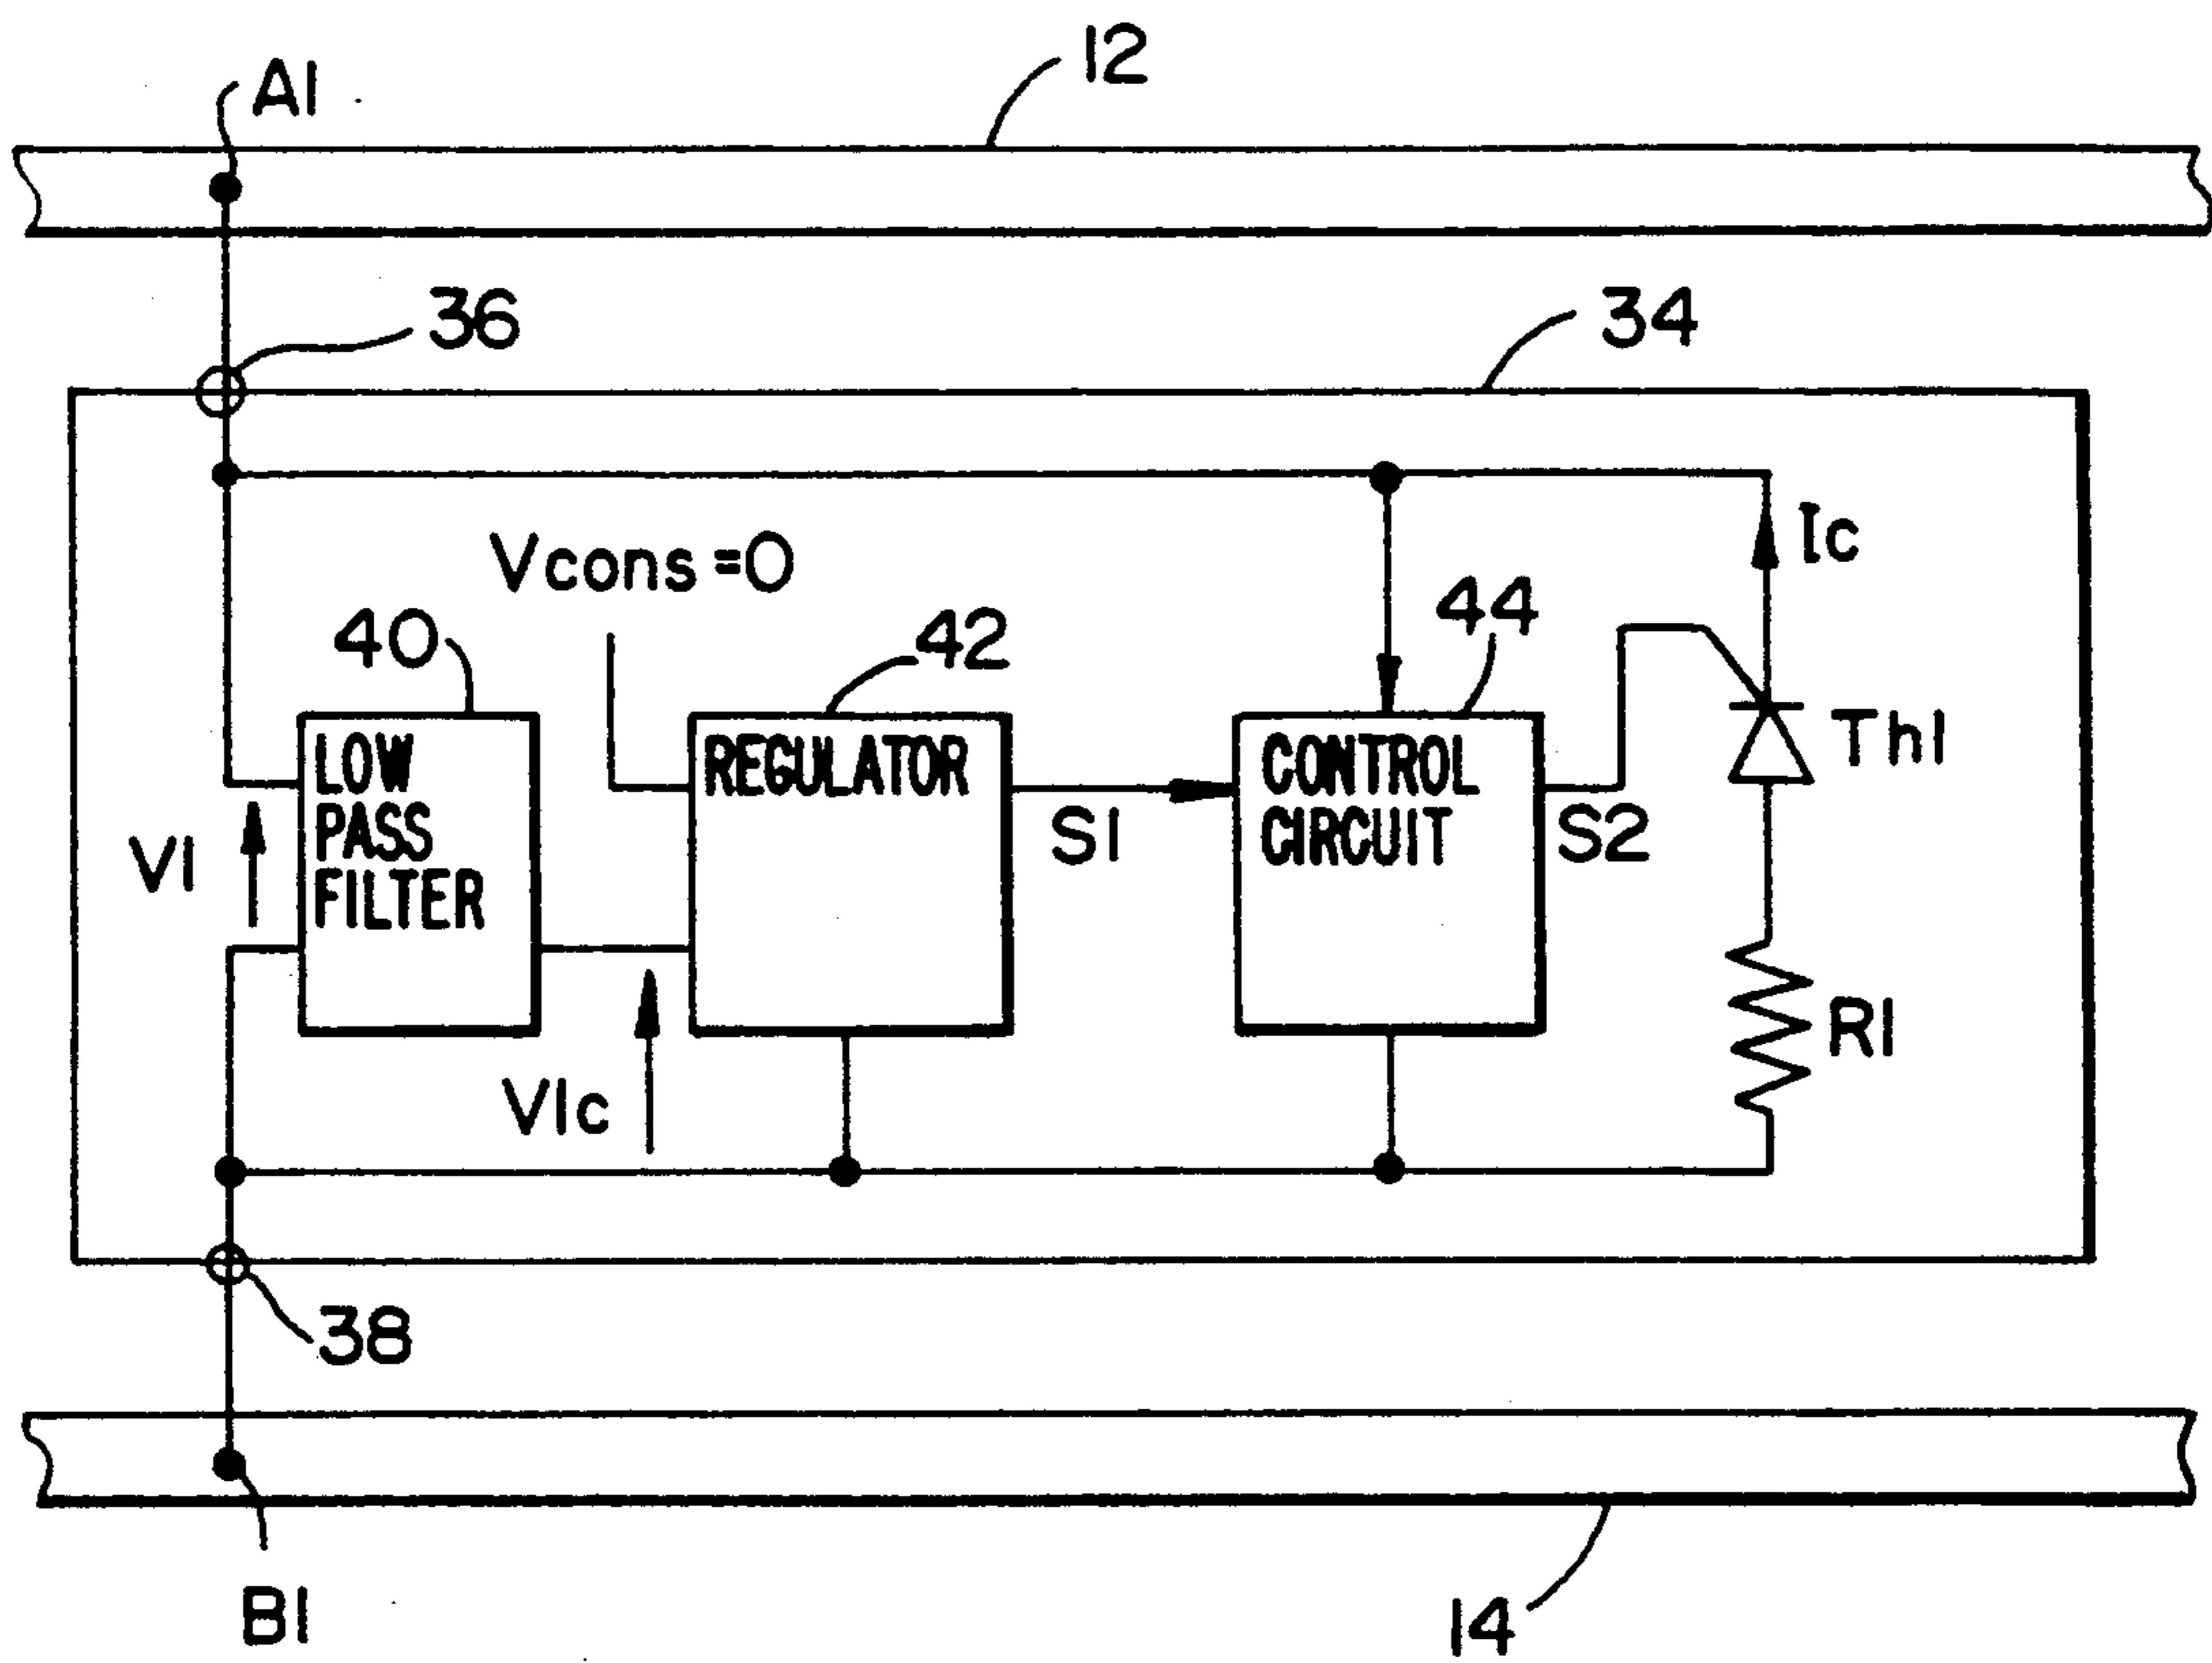 12
A1
36
34
Ic
Vcons=0
44
40
42
Th1
LOW
PASS
FILTER
REGULATOR
CONTROL
CIRCUIT
S1
S2
V1
R1
V1c
38
B1
14